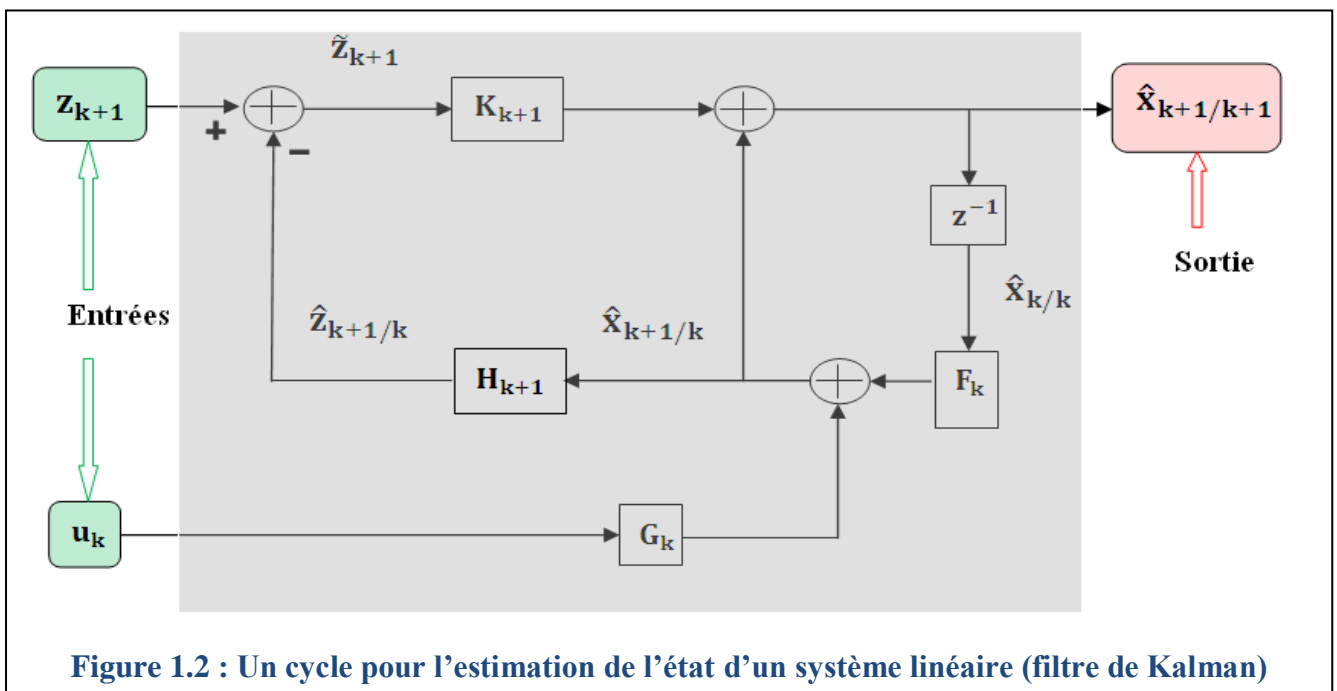 z̃ₖ₊₁
zₖ₊₁
+
−
Kₖ₊₁
x̂ₖ₊₁/ₖ₊₁
z⁻¹
Sortie
x̂ₖ/ₖ
Entrées
ẑₖ₊₁/ₖ
x̂ₖ₊₁/ₖ
Hₖ₊₁
Fₖ
uₖ
Gₖ
Figure 1.2 : Un cycle pour l’estimation de l’état d’un système linéaire (filtre de Kalman)